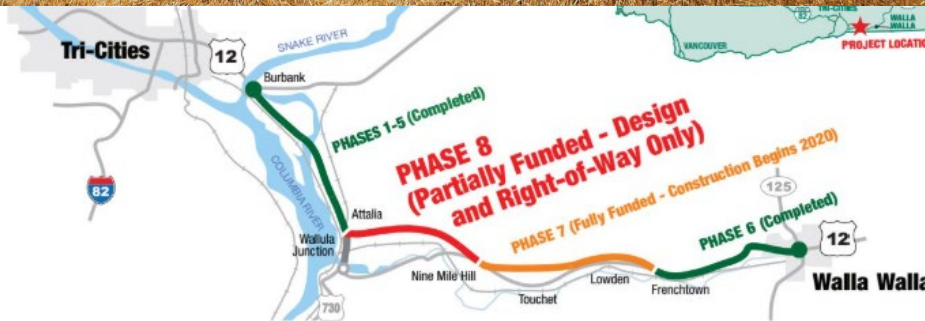 Tri-Cities
12
SNAKE RIVER
Burbank
PHASES 1-5 (Completed)
82
COLUMBIA RIVER
Attalia
Wallula
Junction
730
PHASE 8
(Partially Funded - Design
and Right-of-Way Only)
Nine Mile Hill
PHASE 7 (Fully Funded - Construction Begins 2020)
Touchet
Lowden
Frenchtown
PHASE 6 (Completed)
125
12
Walla Walla
VANCOUVER
82
TRI-CITIES
WALLA
WALLA
PROJECT LOCATIO